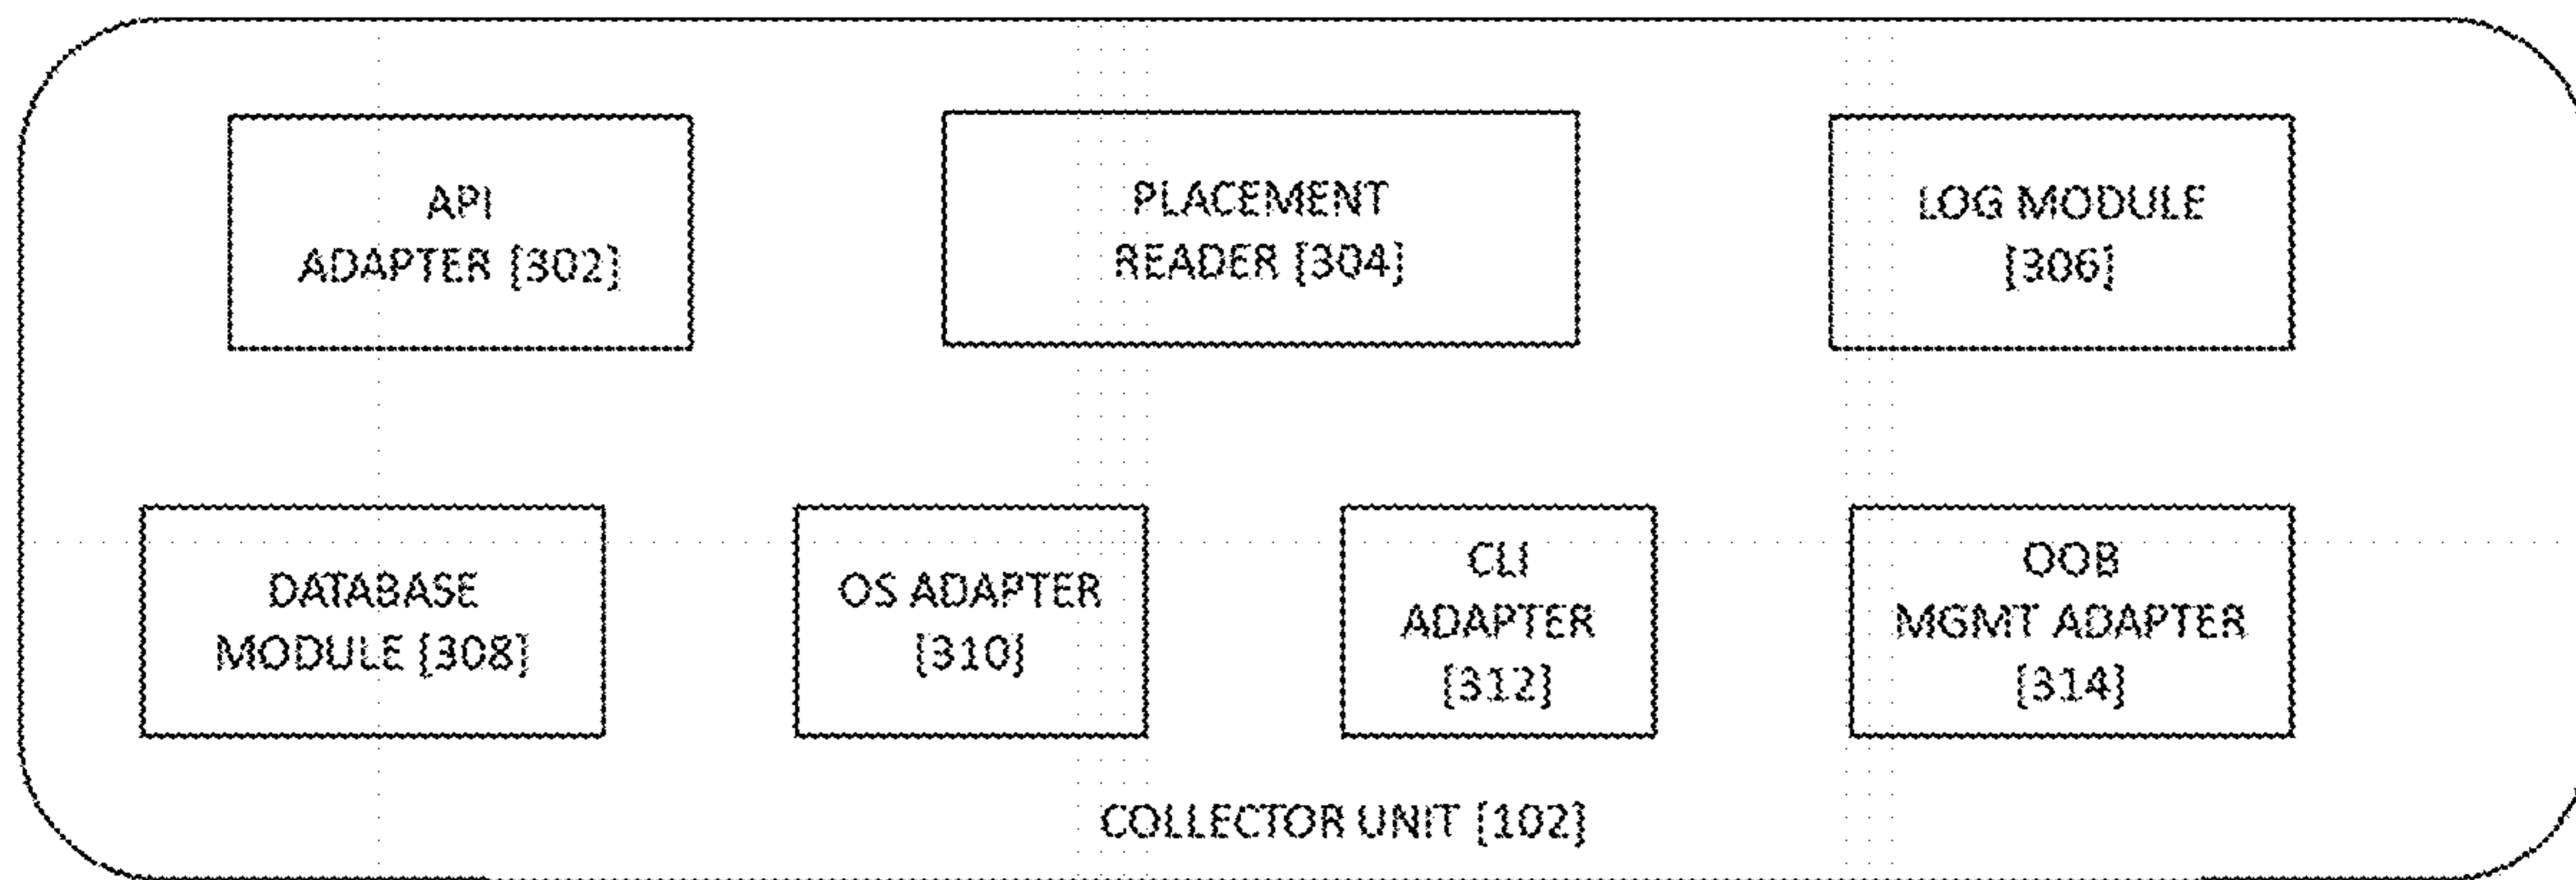 API
ADAPTER [302]
PLACEMENT
READER [304]
LOG MODULE
[306]
DATABASE
MODULE [308]
OS ADAPTER
[310]
CLI
ADAPTER
[312]
OOB
MGMT ADAPTER
[314]
COLLECTOR UNIT [102]